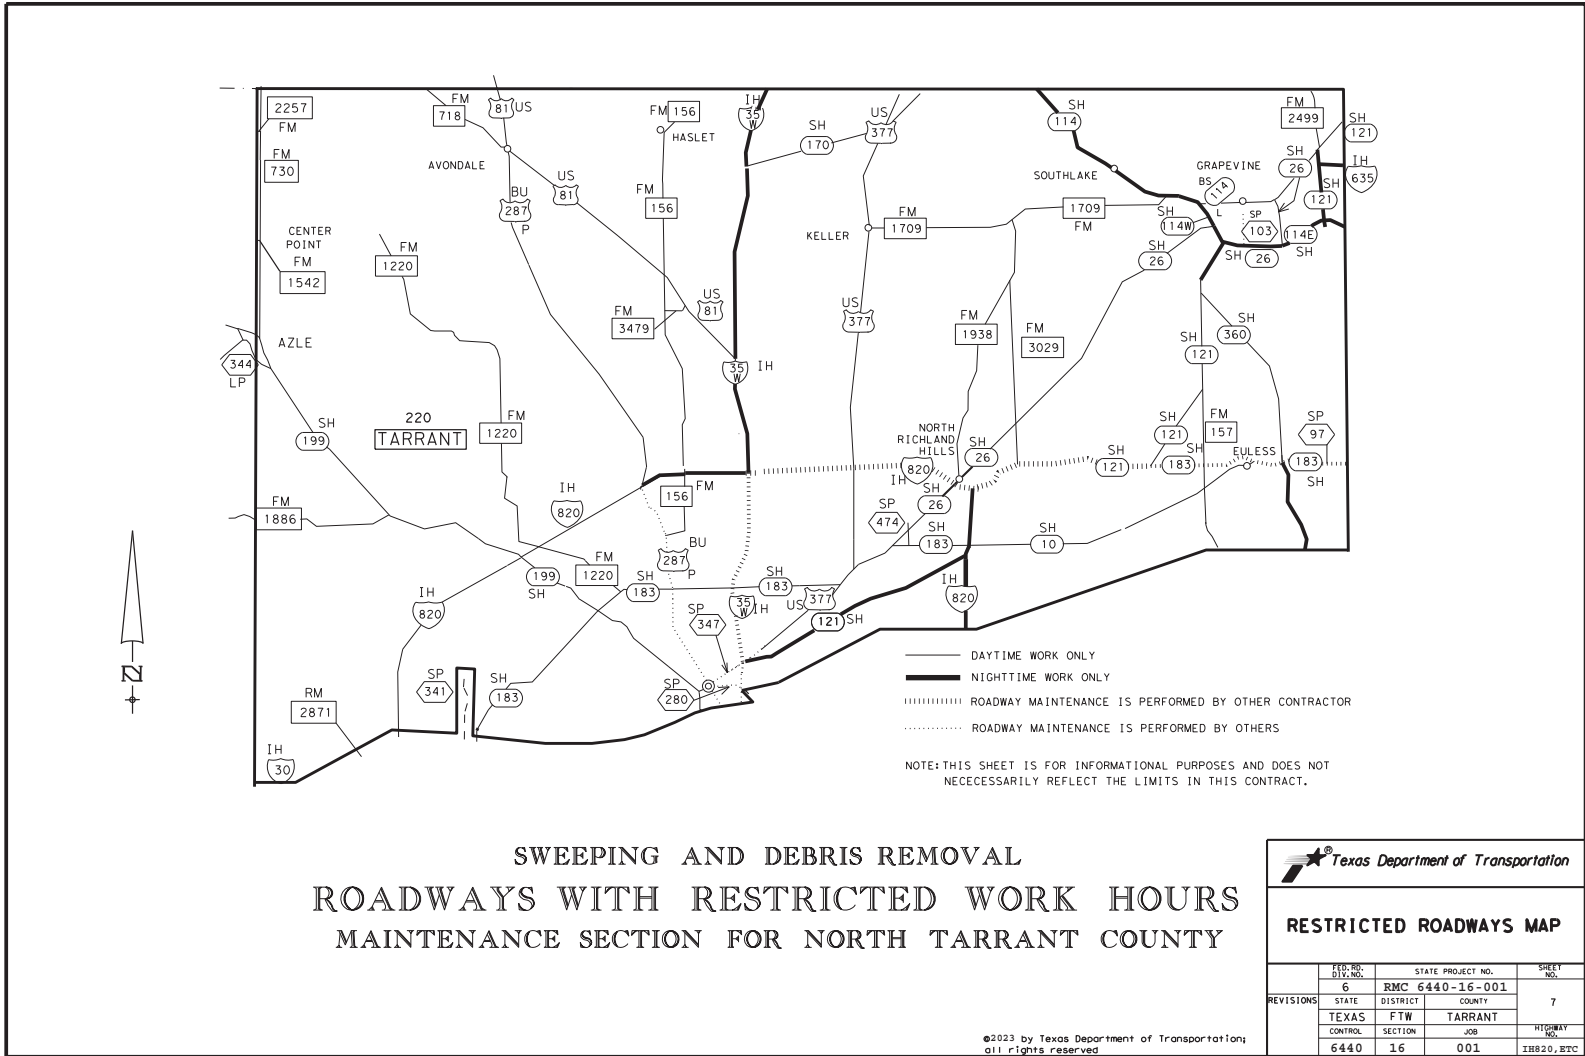 2257
FM
FM
730
FM
718
81
US
AVONDALE
US
81
BU
287
P
FM
156
HASLET
FM
156
IH
35
W
SH
170
US
377
SH
114
SOUTHLAKE
FM
2499
SH
121
GRAPEVINE
SH
26
IH
635
BS
114
L
SP
103
SH
121
SH
114W
114E
SH
SH
26
1709
FM
FM
1709
KELLER
SH
26
CENTER
POINT
FM
1542
FM
1220
US
81
FM
3479
US
377
FM
1938
FM
3029
SH
360
SH
121
AZLE
344
LP
35
W
IH
220
TARRANT
SH
199
FM
1220
NORTH
RICHLAND
HILLS
SH
26
820
IH
SH
121
FM
157
SP
97
EULESS
SH
121
183
SH
183
SH
FM
1886
IH
820
156
FM
SH
26
SP
474
SH
183
SH
10
BU
287
P
FM
1220
199
SH
SH
183
SH
183
IH
820
35
W
IH
US
377
121
SH
IH
820
SP
347
SP
341
SH
183
SP
280
RM
2871
IH
30
N
DAYTIME WORK ONLY
NIGHTTIME WORK ONLY
ROADWAY MAINTENANCE IS PERFORMED BY OTHER CONTRACTOR
ROADWAY MAINTENANCE IS PERFORMED BY OTHERS
NOTE: THIS SHEET IS FOR INFORMATIONAL PURPOSES AND DOES NOT
NECECESSARILY REFLECT THE LIMITS IN THIS CONTRACT.
SWEEPING AND DEBRIS REMOVAL
ROADWAYS WITH RESTRICTED WORK HOURS
MAINTENANCE SECTION FOR NORTH TARRANT COUNTY
® Texas Department of Transportation
RESTRICTED ROADWAYS MAP
FED.RD. DIV.NO.
STATE PROJECT NO.
SHEET NO.
6
RMC 6440-16-001
7
REVISIONS
STATE
DISTRICT
COUNTY
TEXAS
FTW
TARRANT
CONTROL
SECTION
JOB
HIGHWAY NO.
6440
16
001
IH820,ETC
©2023 by Texas Department of Transportation;
all rights reserved